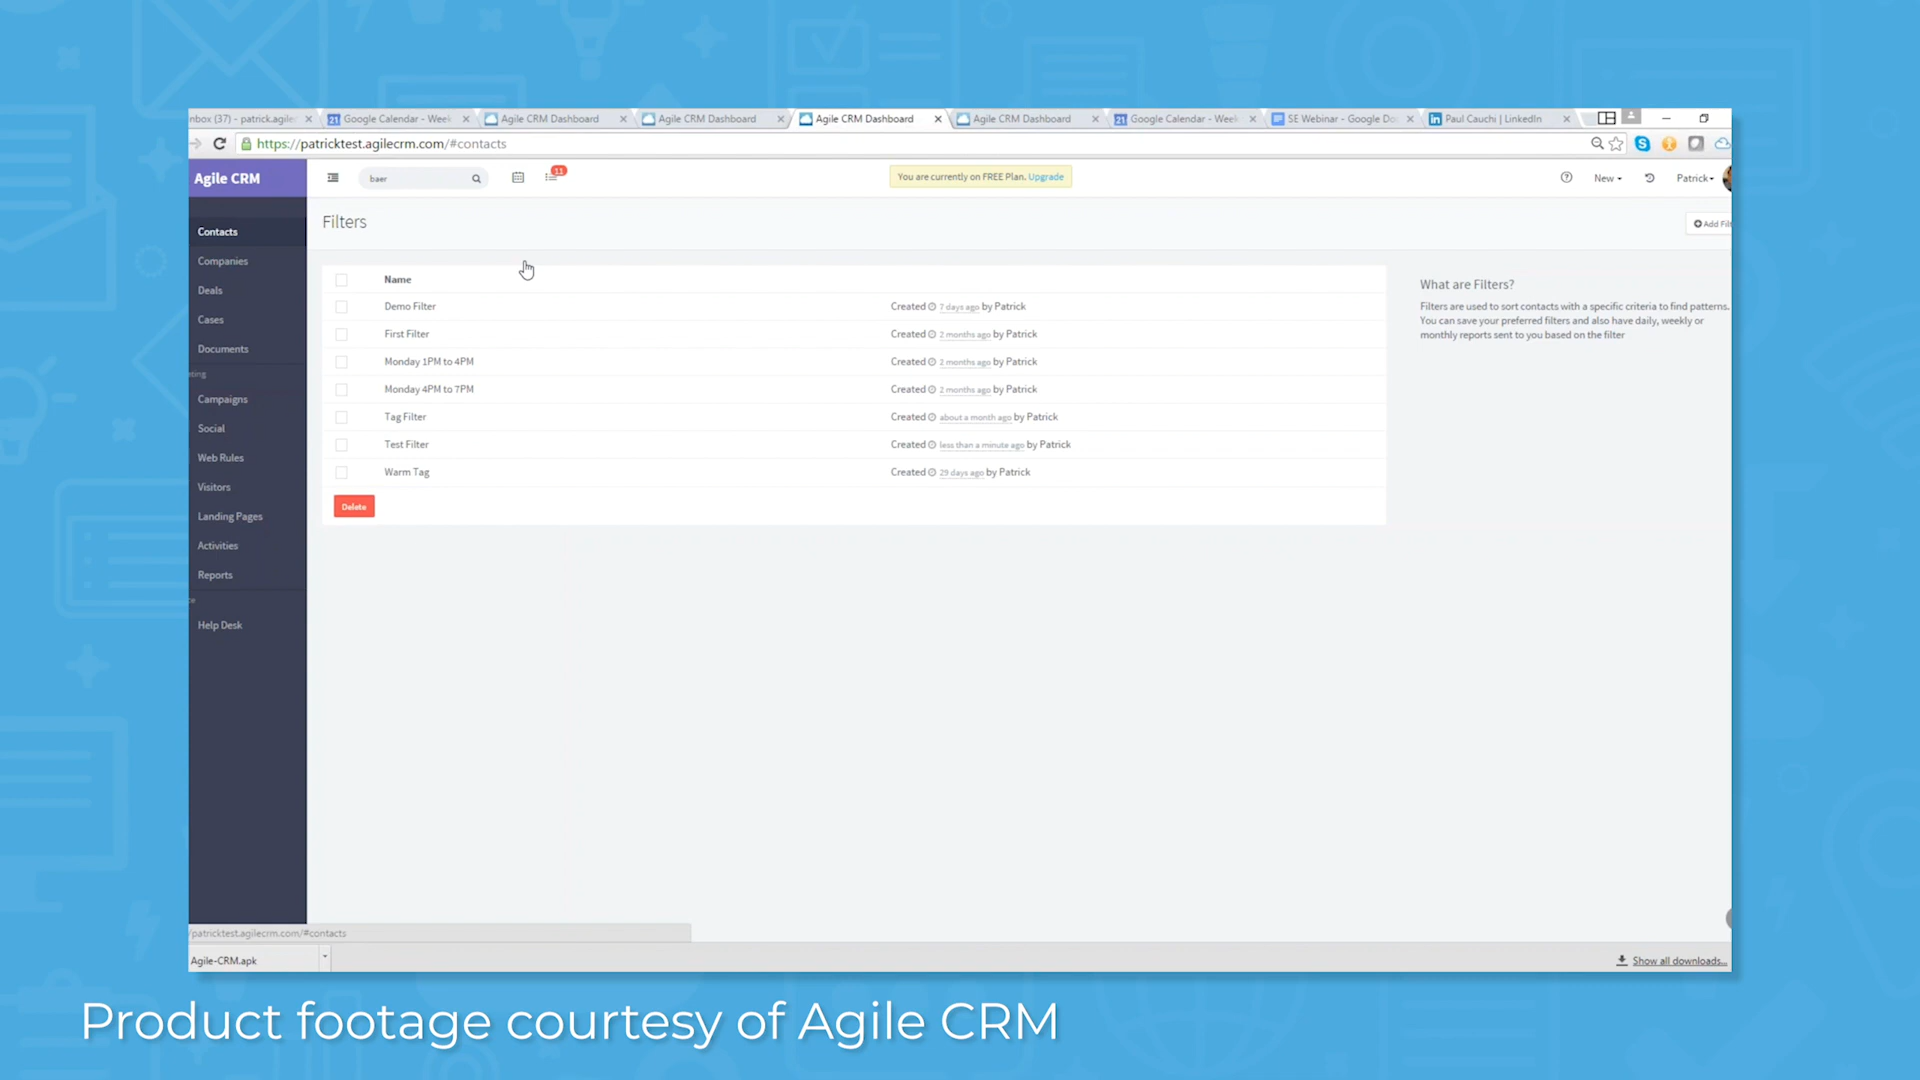 nbox (37) - patrick.agiler
Google Calendar - Week
Agile CRM Dashboard
Agile CRM Dashboard
Agile CRM Dashboard
Agile CRM Dashboard
Google Calendar - Week
SE Webinar - Google Do
Paul Cauchi | LinkedIn
https://patricktest.agilecrm.com/#contacts
Agile CRM
baer
11
You are currently on FREE Plan. Upgrade
New
Patrick
Filters
Add Filt
Contacts
Companies
Deals
Cases
Documents
ting
Campaigns
Social
Web Rules
Visitors
Landing Pages
Activities
Reports
ce
Help Desk
Name
Demo Filter Created 7 days ago by Patrick
First Filter Created 2 months ago by Patrick
Monday 1PM to 4PM Created 2 months ago by Patrick
Monday 4PM to 7PM Created 2 months ago by Patrick
Tag Filter Created about a month ago by Patrick
Test Filter Created less than a minute ago by Patrick
Warm Tag Created 29 days ago by Patrick
Delete
What are Filters?
Filters are used to sort contacts with a specific criteria to find patterns.
You can save your preferred filters and also have daily, weekly or
monthly reports sent to you based on the filter
/patricktest.agilecrm.com/#contacts
Agile-CRM.apk
Show all downloads...
Product footage courtesy of Agile CRM